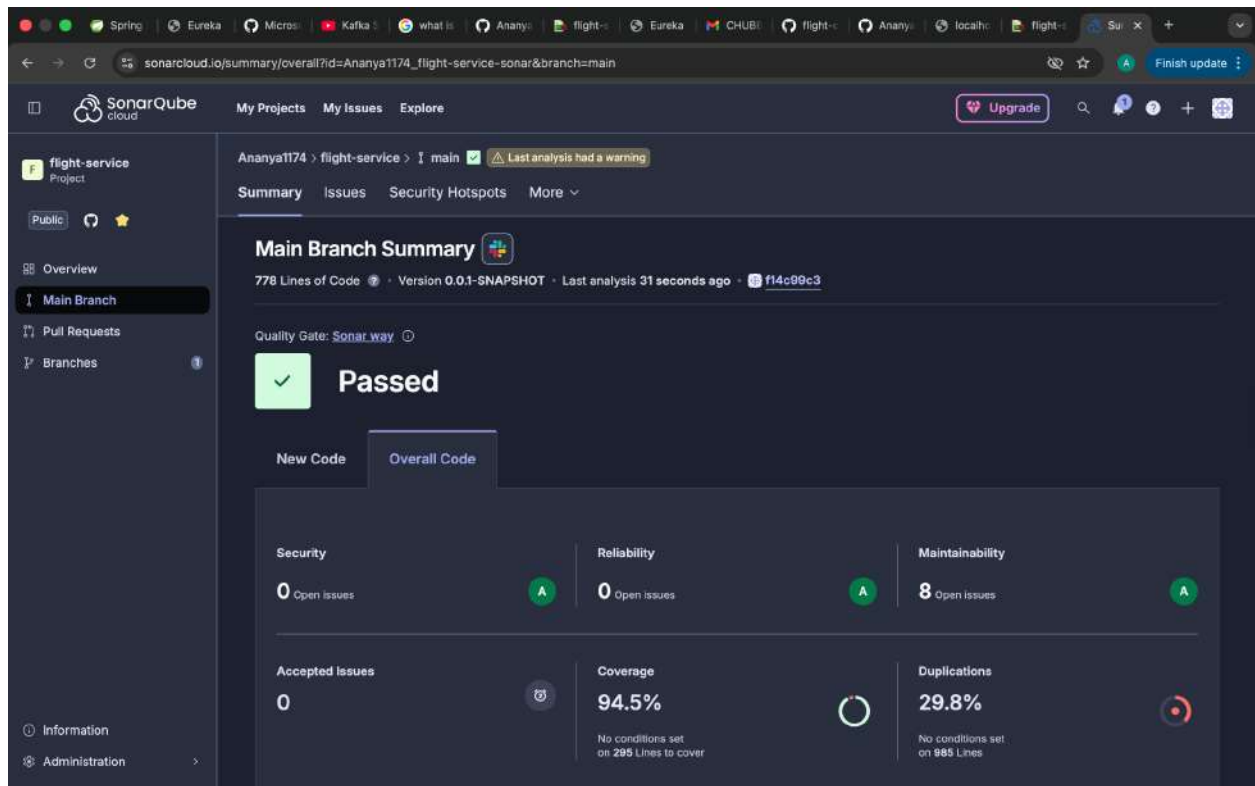 Spring Eureka Micros Kafka S what is Ananya flight-s Eureka CHUB flight-s Ananya localho flight-s Su
sonarcloud.io/summary/overall?id=Ananya1174_flight-service-sonar&branch=main A Finish update
SonarQube cloud My Projects My Issues Explore Upgrade 1
flight-service
Project
Public
Overview
Main Branch
Pull Requests
Branches 1
Information
Administration
Ananya1174 > flight-service > main Last analysis had a warning
Summary Issues Security Hotspots More
Main Branch Summary
778 Lines of Code · Version 0.0.1-SNAPSHOT · Last analysis 31 seconds ago · f14c99c3
Quality Gate: Sonar way
Passed
New Code Overall Code
Security Reliability Maintainability
0 Open issues A 0 Open issues A 8 Open issues A
Accepted Issues Coverage Duplications
0 94.5% 29.8%
No conditions set No conditions set
on 295 Lines to cover on 985 Lines